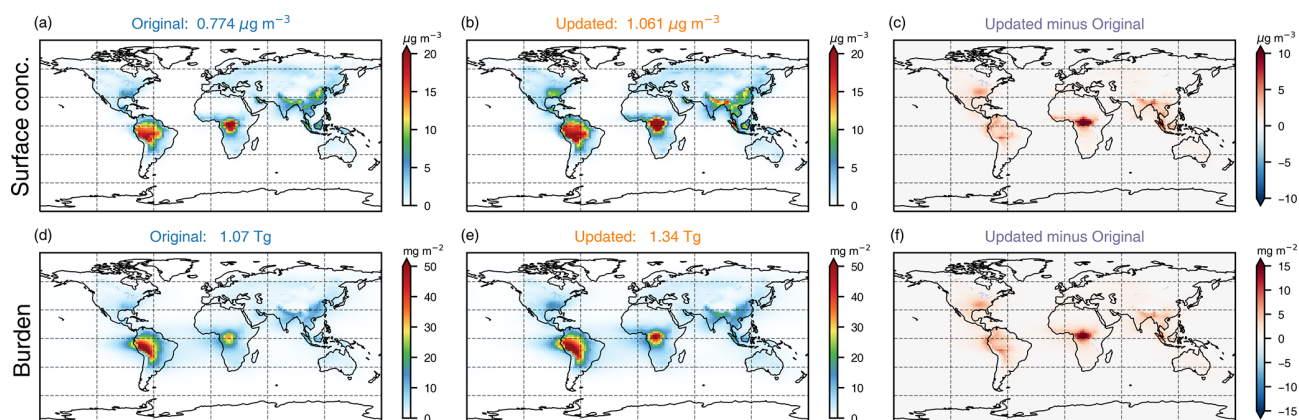 (a) Original: 0.774 μg m⁻³
(b) Updated: 1.061 μg m⁻³
(c) Updated minus Original
Surface conc.
μg m⁻³
20
15
10
5
0
μg m⁻³
20
15
10
5
0
μg m⁻³
10
5
0
−5
−10
(d) Original: 1.07 Tg
(e) Updated: 1.34 Tg
(f) Updated minus Original
Burden
mg m⁻²
50
40
30
20
10
0
mg m⁻²
50
40
30
20
10
0
mg m⁻²
15
10
5
0
−5
−10
−15